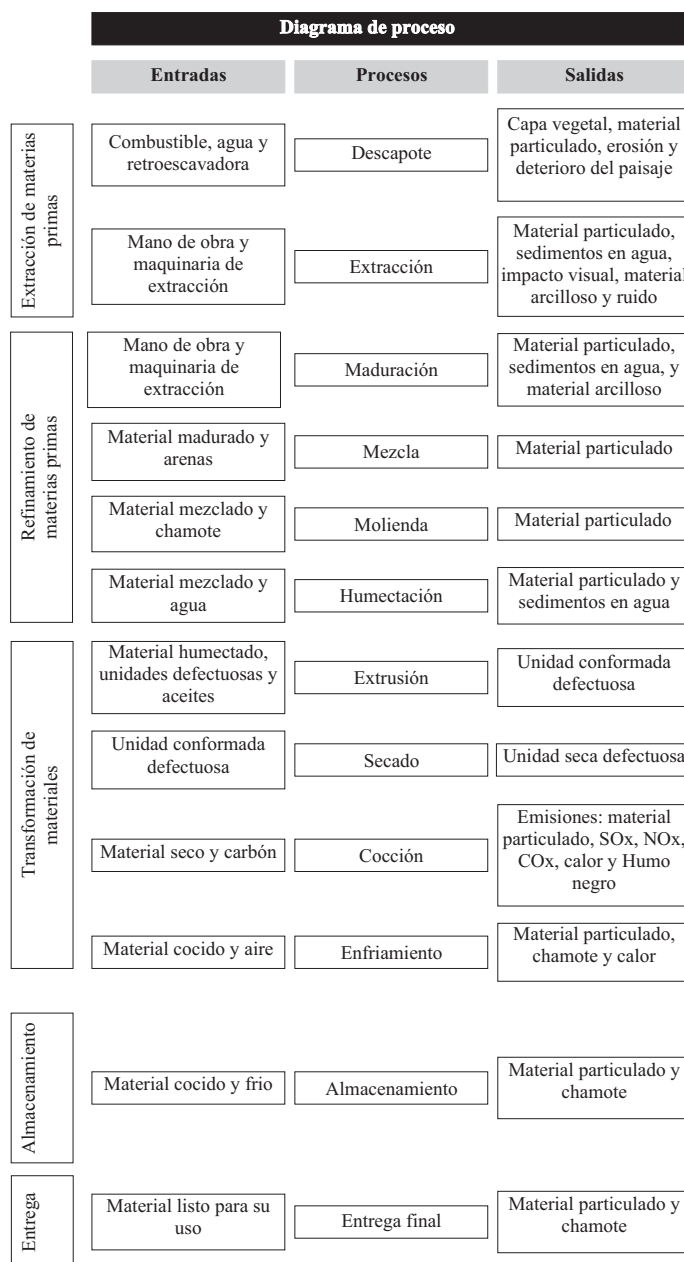 Diagrama de proceso
Entradas
Procesos
Salidas
Extracción de materias
primas
Combustible, agua y
retroescavadora
Descapote
Capa vegetal, material
particulado, erosión y
deterioro del paisaje
Mano de obra y
maquinaria de
extracción
Extracción
Material particulado,
sedimentos en agua,
impacto visual, material
arcilloso y ruido
Refinamiento de
materias primas
Mano de obra y
maquinaria de
extracción
Maduración
Material particulado,
sedimentos en agua, y
material arcilloso
Material madurado y
arenas
Mezcla
Material particulado
Material mezclado y
chamote
Molienda
Material particulado
Material mezclado y
agua
Humectación
Material particulado y
sedimentos en agua
Transformación de
materiales
Material humectado,
unidades defectuosas y
aceites
Extrusión
Unidad conformada
defectuosa
Unidad conformada
defectuosa
Secado
Unidad seca defectuosa
Material seco y carbón
Cocción
Emisiones: material
particulado, SOx, NOx,
COx, calor y Humo
negro
Material cocido y aire
Enfriamiento
Material particulado,
chamote y calor
Almacenamiento
Material cocido y frio
Almacenamiento
Material particulado y
chamote
Entrega
Material listo para su
uso
Entrega final
Material particulado y
chamote